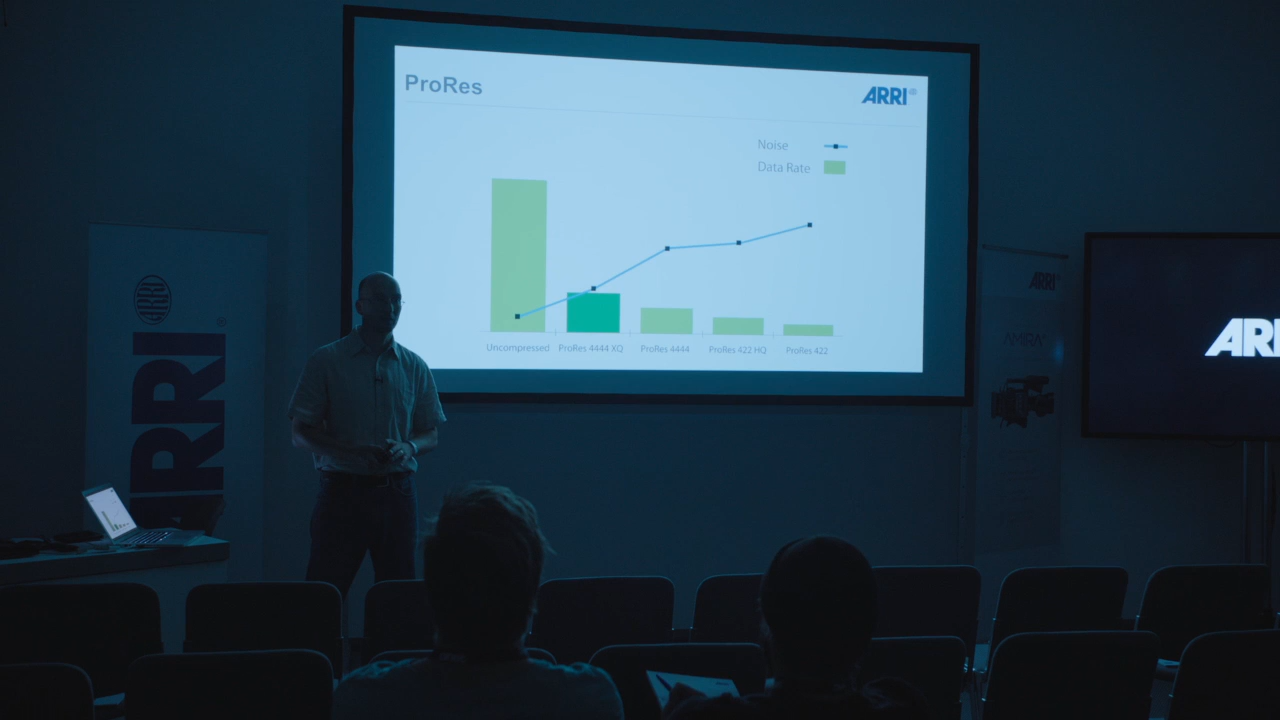 ProRes
ARRI
Noise
Data Rate
Uncompressed
ProRes 4444 XQ
ProRes 4444
ProRes 422 HQ
ProRes 422
ARRI
ARRI
AMIRA
ARRI